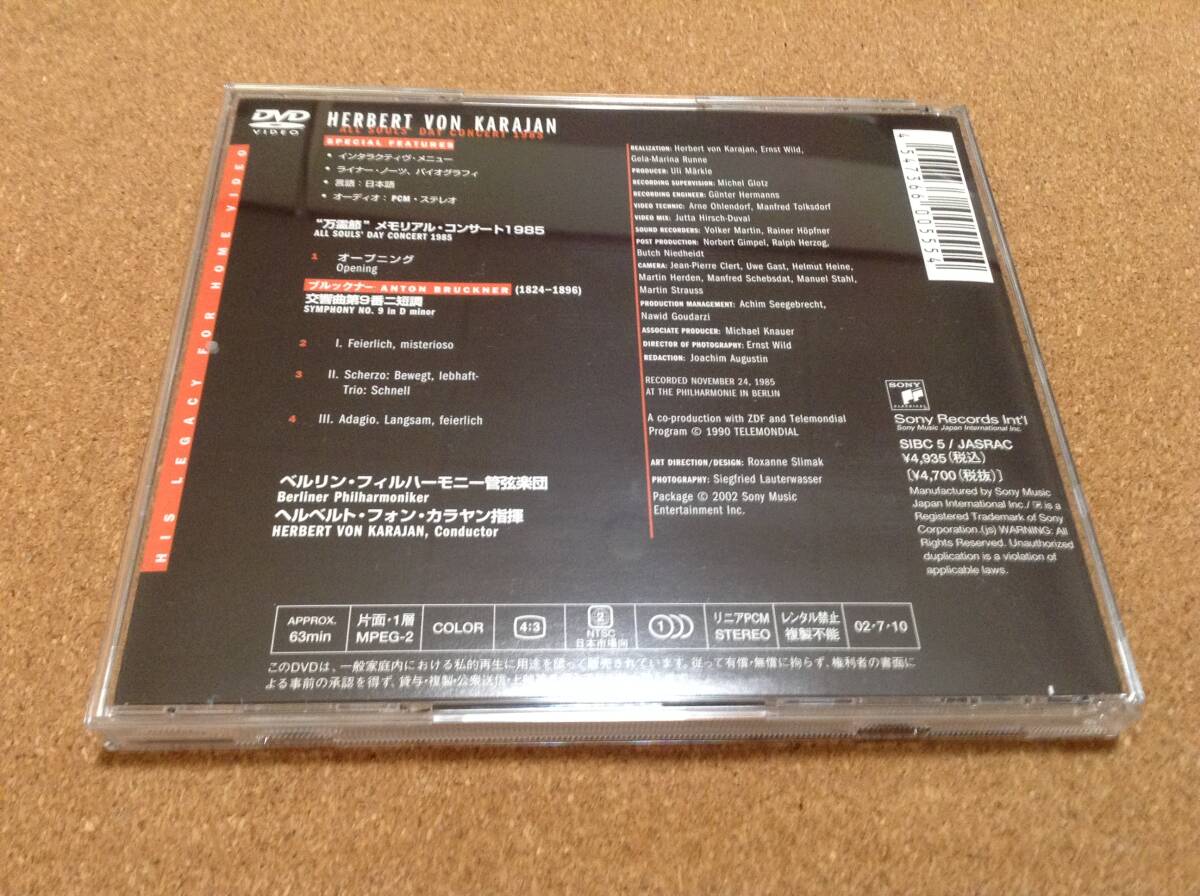 DVD
VIDEO
HERBERT VON KARAJAN
ALL SOULS' DAY CONCERT 1985
SPECIAL FEATURES
• インタラクティヴ・メニュー
• ライナー・ノーツ、バイオグラフィ
• 言語：日本語
• オーディオ：PCM・ステレオ
"万霊節" メモリアル・コンサート1985
ALL SOULS' DAY CONCERT 1985
1 オープニング
Opening
ブルックナー ANTON BRUCKNER (1824–1896)
交響曲第9番ニ短調
SYMPHONY NO. 9 in D minor
2 I. Feierlich, misterioso
3 II. Scherzo: Bewegt, lebhaft-
Trio: Schnell
4 III. Adagio. Langsam, feierlich
ベルリン・フィルハーモニー管弦楽団
Berliner Philharmoniker
ヘルベルト・フォン・カラヤン指揮
HERBERT VON KARAJAN, Conductor
HIS LEGACY FOR HOME VIDEO
REALIZATION: Herbert von Karajan, Ernst Wild,
Gela-Marina Runne
PRODUCER: Uli Märkle
RECORDING SUPERVISION: Michel Glotz
RECORDING ENGINEER: Günter Hermanns
VIDEO TECHNIC: Arne Ohlendorf, Manfred Tolksdorf
VIDEO MIX: Jutta Hirsch-Duval
SOUND RECORDERS: Volker Martin, Rainer Höpfner
POST PRODUCTION: Norbert Gimpel, Ralph Herzog,
Butch Niedheidt
CAMERA: Jean-Pierre Clert, Uwe Gast, Helmut Heine,
Martin Herden, Manfred Schebsdat, Manuel Stahl,
Martin Strauss
PRODUCTION MANAGEMENT: Achim Seegebrecht,
Nawid Goudarzi
ASSOCIATE PRODUCER: Michael Knauer
DIRECTOR OF PHOTOGRAPHY: Ernst Wild
REDACTION: Joachim Augustin
RECORDED NOVEMBER 24, 1985
AT THE PHILHARMONIE IN BERLIN
A co-production with ZDF and Telemondial
Program © 1990 TELEMONDIAL
ART DIRECTION/DESIGN: Roxanne Slimak
PHOTOGRAPHY: Siegfried Lauterwasser
Package © 2002 Sony Music
Entertainment Inc.
4 547366 005554
SONY
CLASSICAL
Sony Records Int'l
Sony Music Japan International Inc.
SIBC 5 / JASRAC
¥4,935(税込)
[¥4,700(税抜)]
Manufactured by Sony Music
Japan International Inc./ is a
Registered Trademark of Sony
Corporation.(js) WARNING: All
Rights Reserved. Unauthorized
duplication is a violation of
applicable laws.
APPROX.
63min
片面・1層
MPEG-2
COLOR
4:3
2
NTSC
日本市場向
1
リニアPCM
STEREO
レンタル禁止
複製不能
02・7・10
このDVDは、一般家庭内における私的再生に用途を限って販売されています。従って有償・無償に拘らず、権利者の書面に
よる事前の承認を得ず、貸与・複製・公衆送信・上映